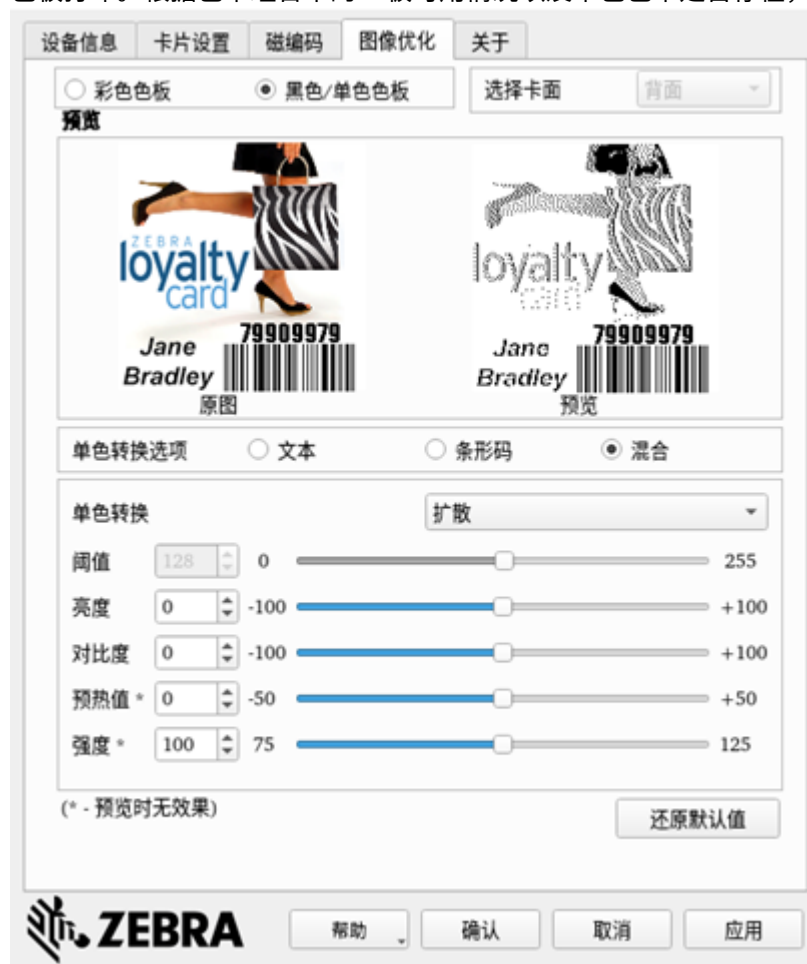 设备信息 卡片设置 磁编码 图像优化 关于
彩色色板 黑色/单色色板 选择卡面 背面
预览
ZEBRA
loyalty
card
79909979
Jane
Bradley
原图
loyalty
card
79909979
Jane
Bradley
预览
单色转换选项 文本 条形码 混合
单色转换 扩散
阈值 128 0 255
亮度 0 -100 +100
对比度 0 -100 +100
预热值 * 0 -50 +50
强度 * 100 75 125
(* - 预览时无效果)
还原默认值
ZEBRA 帮助 确认 取消 应用